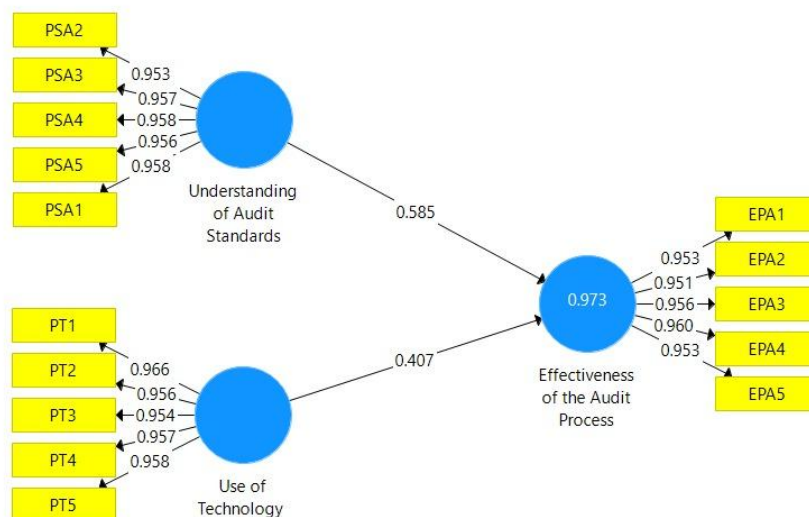 PSA2
PSA3
PSA4
PSA5
PSA1
0.953
0.957
0.958
0.956
0.958
Understanding
of Audit
Standards
0.585
PT1
PT2
PT3
PT4
PT5
0.966
0.956
0.954
0.957
0.958
Use of
Technology
0.407
0.973
Effectiveness
of the Audit
Process
0.953
0.951
0.956
0.960
0.953
EPA1
EPA2
EPA3
EPA4
EPA5